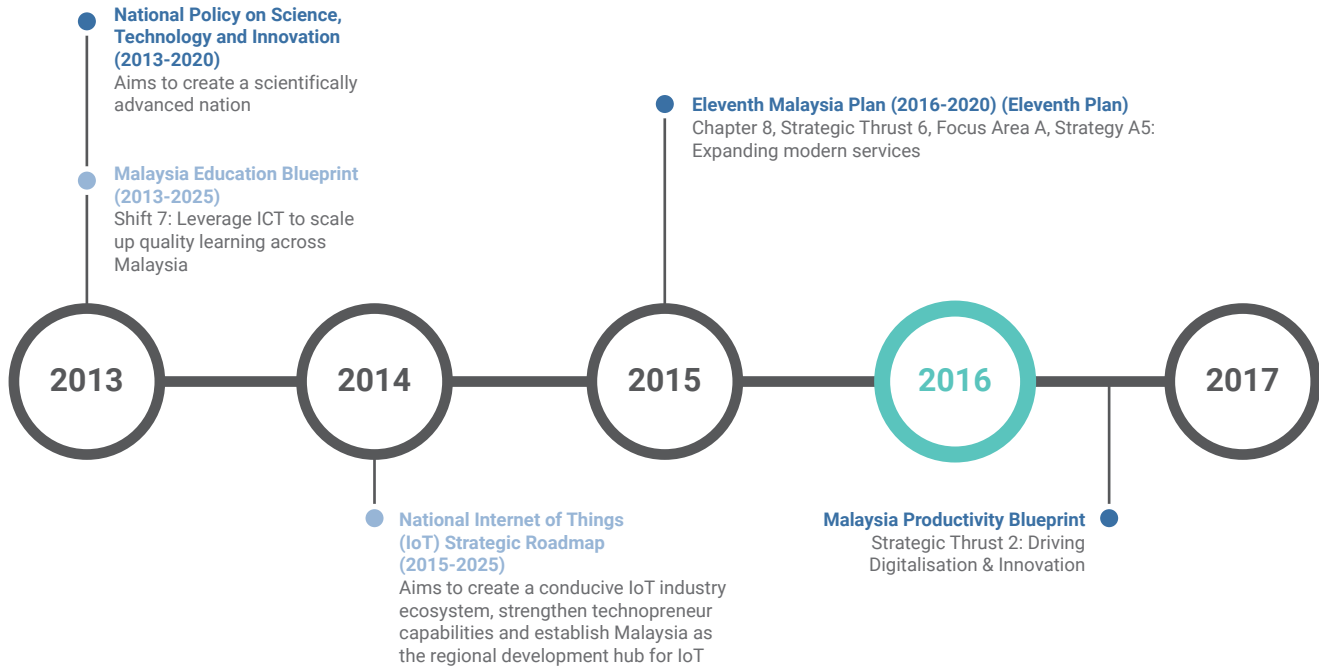 National Policy on Science,
Technology and Innovation
(2013-2020)
Aims to create a scientifically
advanced nation
Malaysia Education Blueprint
(2013-2025)
Shift 7: Leverage ICT to scale
up quality learning across
Malaysia
Eleventh Malaysia Plan (2016-2020) (Eleventh Plan)
Chapter 8, Strategic Thrust 6, Focus Area A, Strategy A5:
Expanding modern services
2013
2014
2015
2016
2017
National Internet of Things
(IoT) Strategic Roadmap
(2015-2025)
Aims to create a conducive IoT industry
ecosystem, strengthen technopreneur
capabilities and establish Malaysia as
the regional development hub for IoT
Malaysia Productivity Blueprint
Strategic Thrust 2: Driving
Digitalisation & Innovation